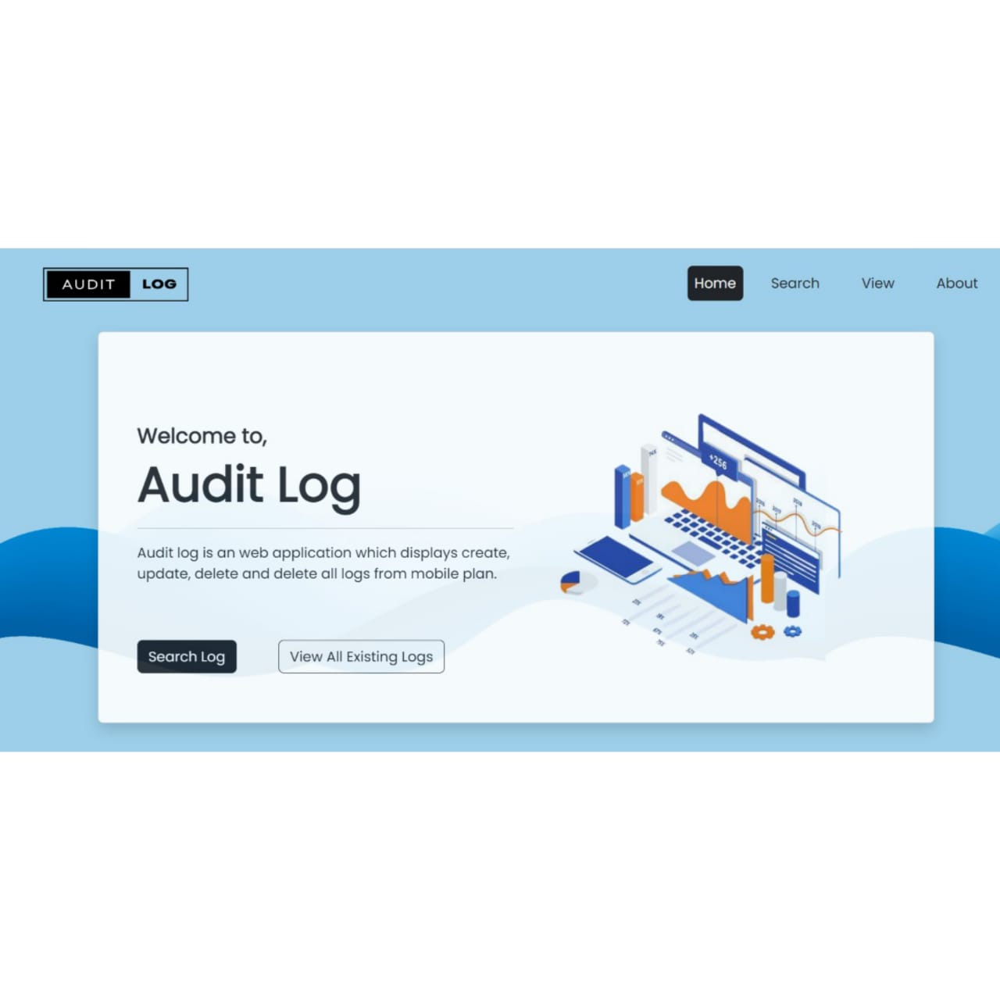 AUDIT LOG
Home Search View About
Welcome to,
Audit Log
Audit log is an web application which displays create,
update, delete and delete all logs from mobile plan.
Search Log View All Existing Logs
+256